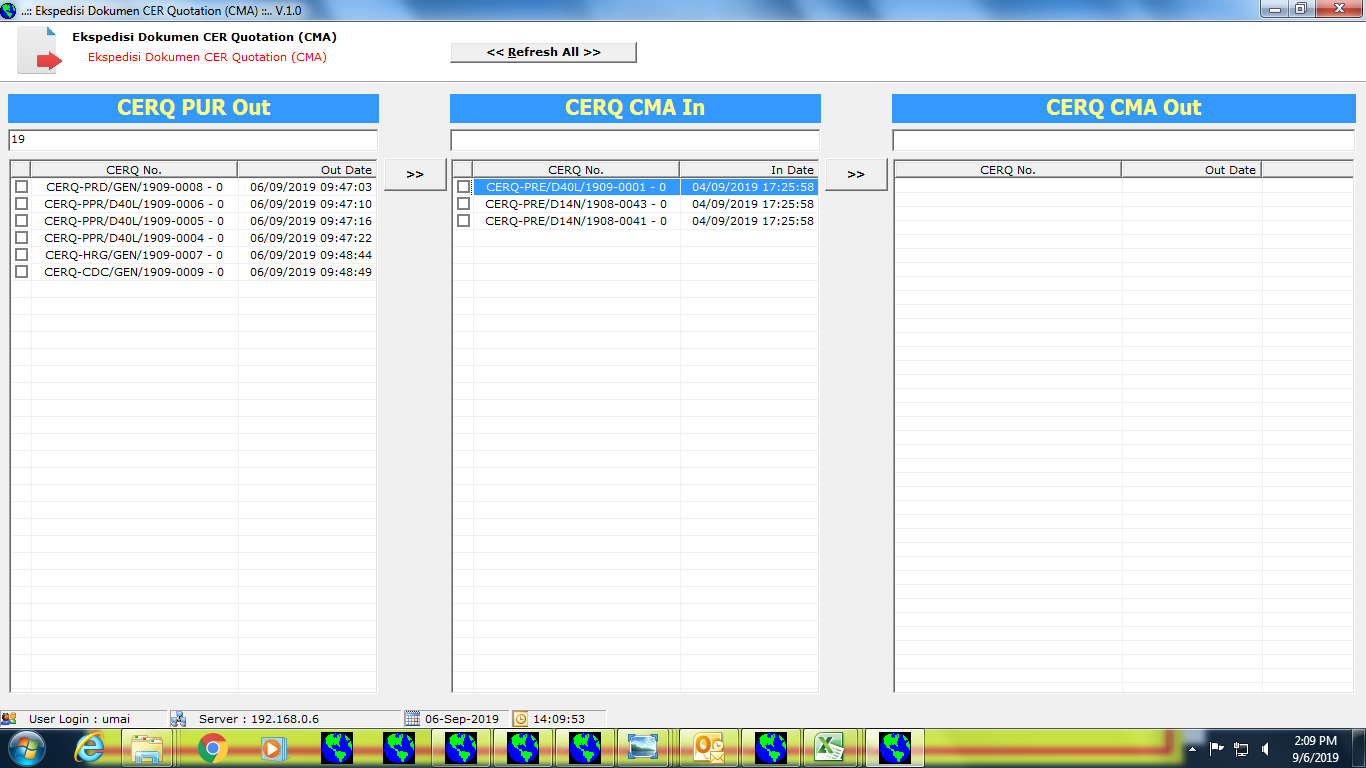 ..:: Ekspedisi Dokumen CER Quotation (CMA) ::.. V.1.0
Ekspedisi Dokumen CER Quotation (CMA)
Ekspedisi Dokumen CER Quotation (CMA)
<< Refresh All >>
CERQ PUR Out
19
CERQ No. Out Date
CERQ-PRD/GEN/1909-0008 - 0 06/09/2019 09:47:03
CERQ-PPR/D40L/1909-0006 - 0 06/09/2019 09:47:10
CERQ-PPR/D40L/1909-0005 - 0 06/09/2019 09:47:16
CERQ-PPR/D40L/1909-0004 - 0 06/09/2019 09:47:22
CERQ-HRG/GEN/1909-0007 - 0 06/09/2019 09:48:44
CERQ-CDC/GEN/1909-0009 - 0 06/09/2019 09:48:49
>>
CERQ CMA In
CERQ No. In Date
CERQ-PRE/D40L/1909-0001 - 0 04/09/2019 17:25:58
CERQ-PRE/D14N/1908-0043 - 0 04/09/2019 17:25:58
CERQ-PRE/D14N/1908-0041 - 0 04/09/2019 17:25:58
>>
CERQ CMA Out
CERQ No. Out Date
User Login : umai Server : 192.168.0.6 06-Sep-2019 14:09:53
2:09 PM
9/6/2019